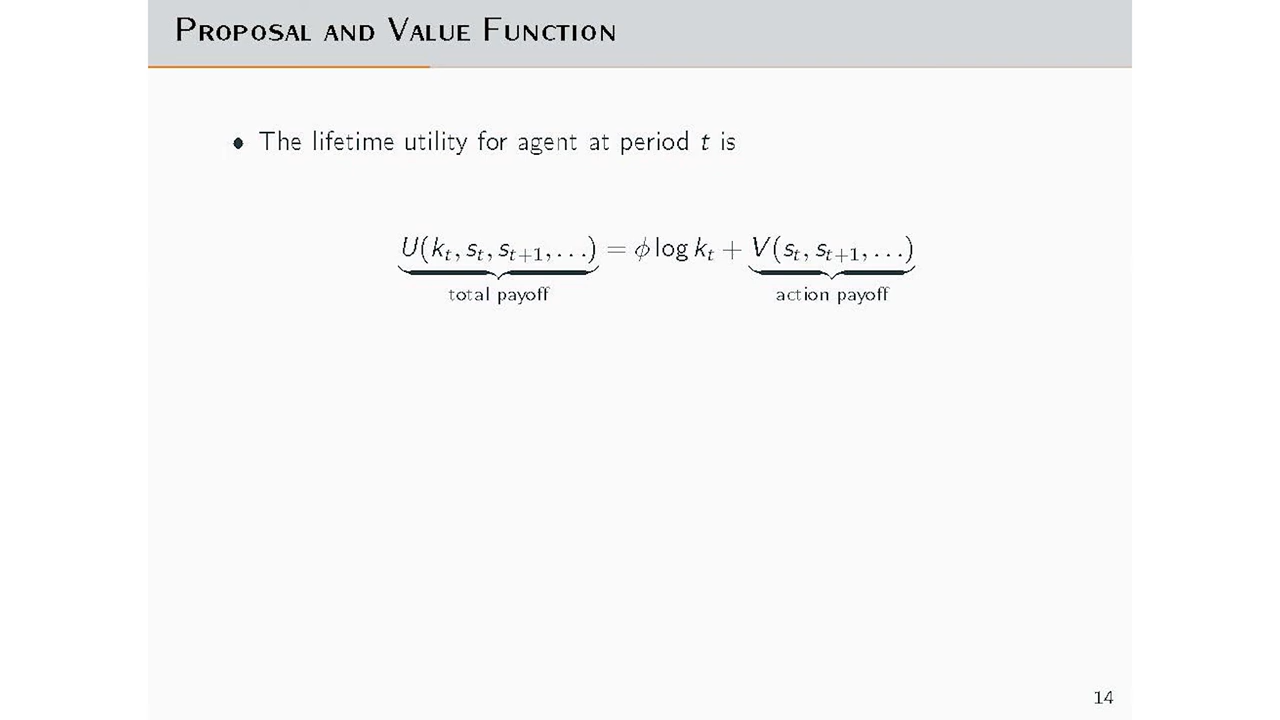 PROPOSAL AND VALUE FUNCTION
• The lifetime utility for agent at period t is
U(k_t, s_t, s_{t+1}, ...) = ϕ log k_t + V(s_t, s_{t+1}, ...)
total payoff action payoff
14